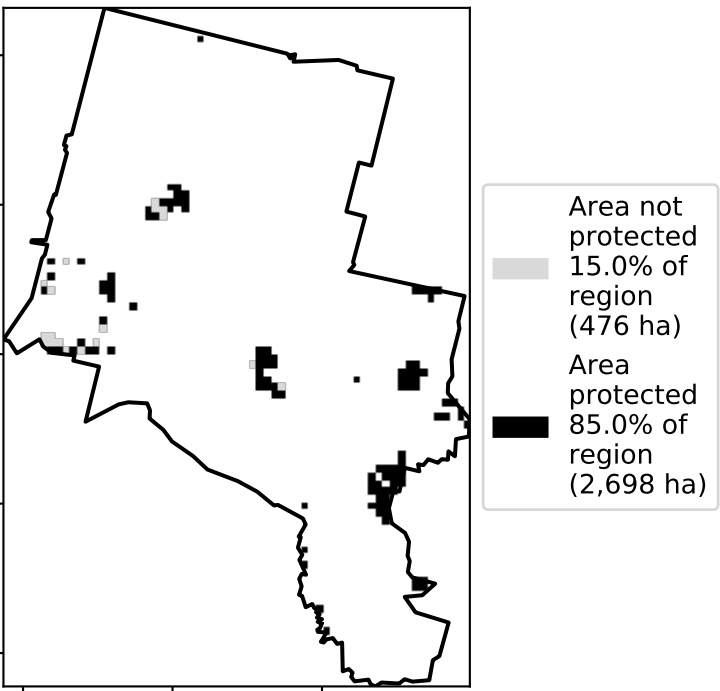 Area not
protected
15.0% of
region
(476 ha)
Area
protected
85.0% of
region
(2,698 ha)